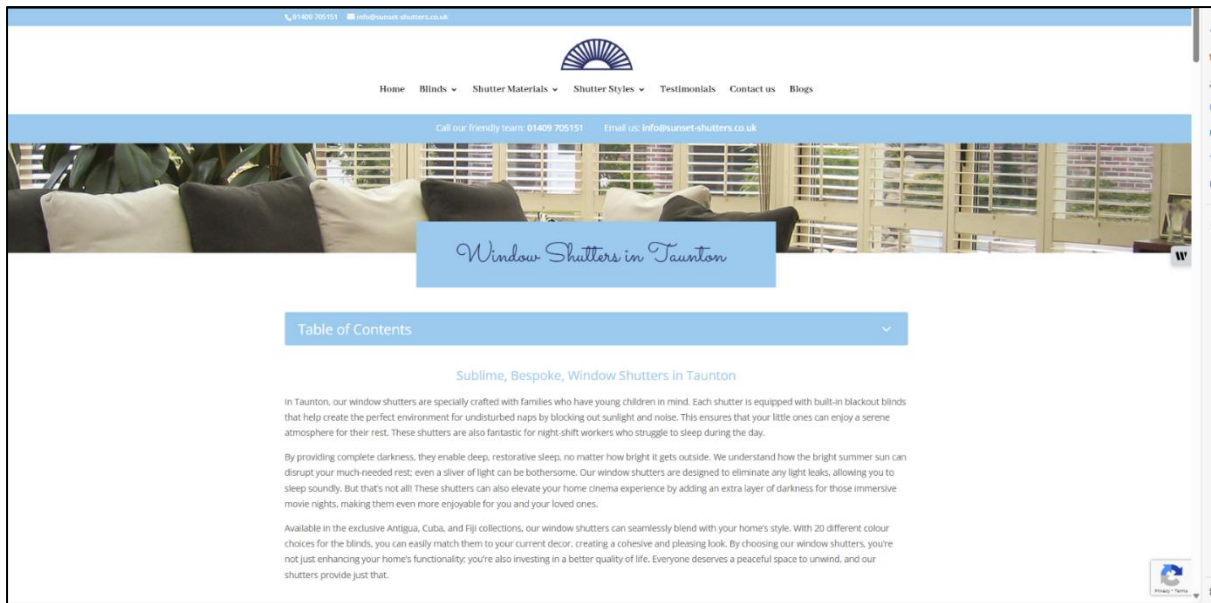 01409 705151 info@sunset-shutters.co.uk
Home Blinds Shutter Materials Shutter Styles Testimonials Contact us Blogs
Call our friendly team: 01409 705151 Email us: info@sunset-shutters.co.uk
Window Shutters in Taunton
W
Table of Contents
Sublime, Bespoke, Window Shutters in Taunton
In Taunton, our window shutters are specially crafted with families who have young children in mind. Each shutter is equipped with built-in blackout blinds
that help create the perfect environment for undisturbed naps by blocking out sunlight and noise. This ensures that your little ones can enjoy a serene
atmosphere for their rest. These shutters are also fantastic for night-shift workers who struggle to sleep during the day.
By providing complete darkness, they enable deep, restorative sleep, no matter how bright it gets outside. We understand how the bright summer sun can
disrupt your much-needed rest; even a sliver of light can be bothersome. Our window shutters are designed to eliminate any light leaks, allowing you to
sleep soundly. But that's not all! These shutters can also elevate your home cinema experience by adding an extra layer of darkness for those immersive
movie nights, making them even more enjoyable for you and your loved ones.
Available in the exclusive Antigua, Cuba, and Fiji collections, our window shutters can seamlessly blend with your home's style. With 20 different colour
choices for the blinds, you can easily match them to your current decor, creating a cohesive and pleasing look. By choosing our window shutters, you're
not just enhancing your home's functionality; you're also investing in a better quality of life. Everyone deserves a peaceful space to unwind, and our
shutters provide just that.
Privacy - Terms